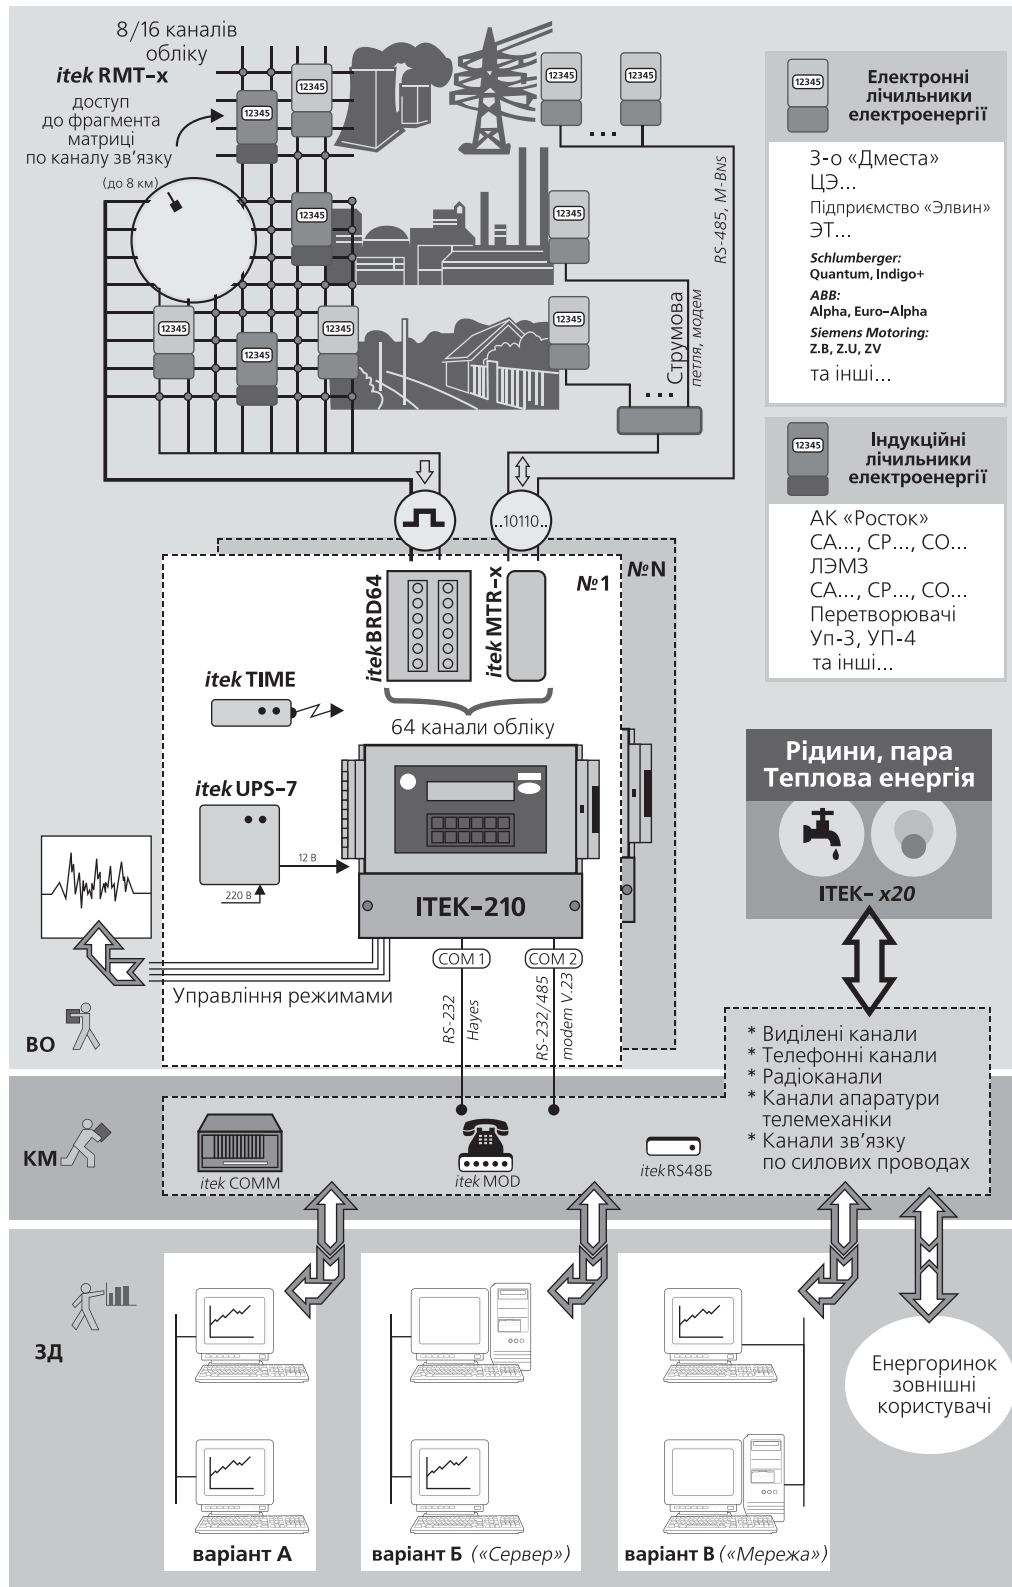 8/16 каналів
обліку
itek RMT-x
доступ
до фрагмента
матриці
по каналу зв'язку
(до 8 км)
12345
12345
12345
12345
12345
12345
12345
12345
12345
12345
12345
RS-485, M-BNS
Струмова
петля, модем
12345
Електронні
лічильники
електроенергії
З-о «Дместа»
ЦЭ...
Підприємство «Элвин»
ЭТ...
Schlumberger:
Quantum, Indigo+
ABB:
Alpha, Euro-Alpha
Siemens Motoring:
Z.B, Z.U, ZV
та інші...
12345
Індукційні
лічильники
електроенергії
АК «Росток»
СА..., СР..., СО...
ЛЭМЗ
СА..., СР..., СО...
Перетворювачі
Уп-3, УП-4
та інші...
..10110..
№1
№N
itek BRD64
itek MTR-x
itek TIME
64 канали обліку
itek UPS-7
12 В
220 В
ІТЕК-210
COM 1
COM 2
RS-232
Hayes
RS-232/485
modem V.23
Управління режимами
Рідини, пара
Теплова енергія
ІТЕК- x20
ВО
* Виділені канали
* Телефонні канали
* Радіоканали
* Канали апаратури
телемеханіки
* Канали зв'язку
по силових проводах
КМ
itek COMM
itek MOD
itek RS48Б
ЗД
Енергоринок
зовнішні
користувачі
варіант А
варіант Б («Сервер»)
варіант В («Мережа»)